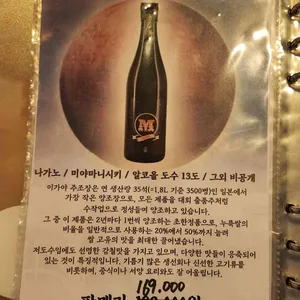 M
나가노 / 미야마니시키 / 알코올 도수 13도 / 그외 비공개
이가야 주조장은 연 생산량 35석(=1.8L 기준 3500병)인 일본에서
가장 작은 양조장으로, 모든 제품을 대회 출품주처럼
수작업으로 정성들여 양조하고 있습니다.
그 중 이 제품은 2년마다 1번씩 양조하는 초한정품으로, 누룩쌀의
비율을 일반적으로 사용하는 20%에서 50%까지 늘려
쌀 고유의 맛을 최대한 끌어냈습니다.
저도수임에도 선명한 감칠맛을 가지고 있으며, 다양한 맛들이 응축되어
있는 것이 특징적입니다. 기름기 많은 생선회나 신선한 고기류를
비롯하여, 중식이나 서양 요리와도 잘 어울립니다.
189,000
판매가